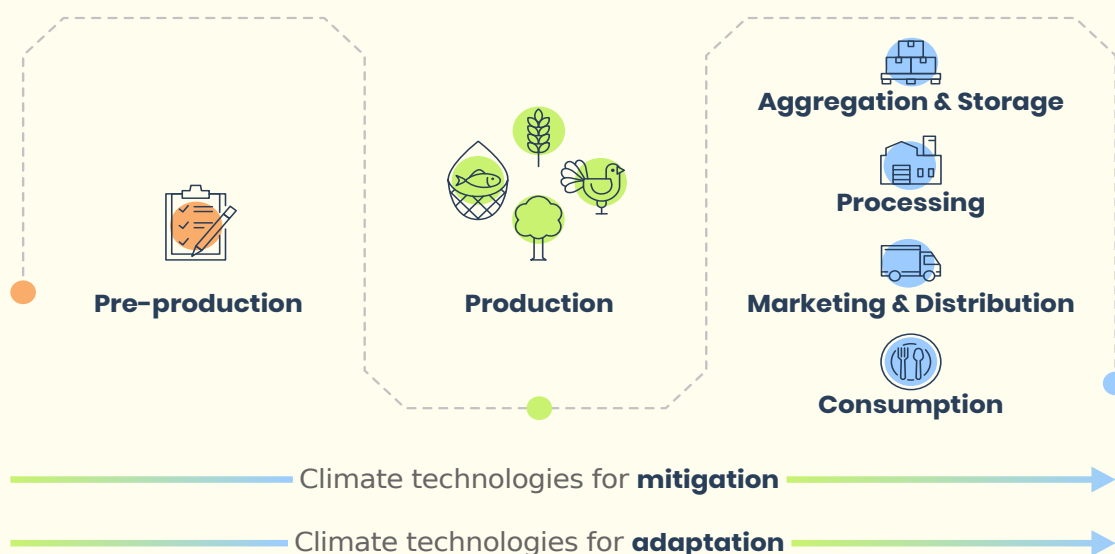 Aggregation & Storage
Processing
Pre-production
Production
Marketing & Distribution
Consumption
Climate technologies for mitigation
Climate technologies for adaptation